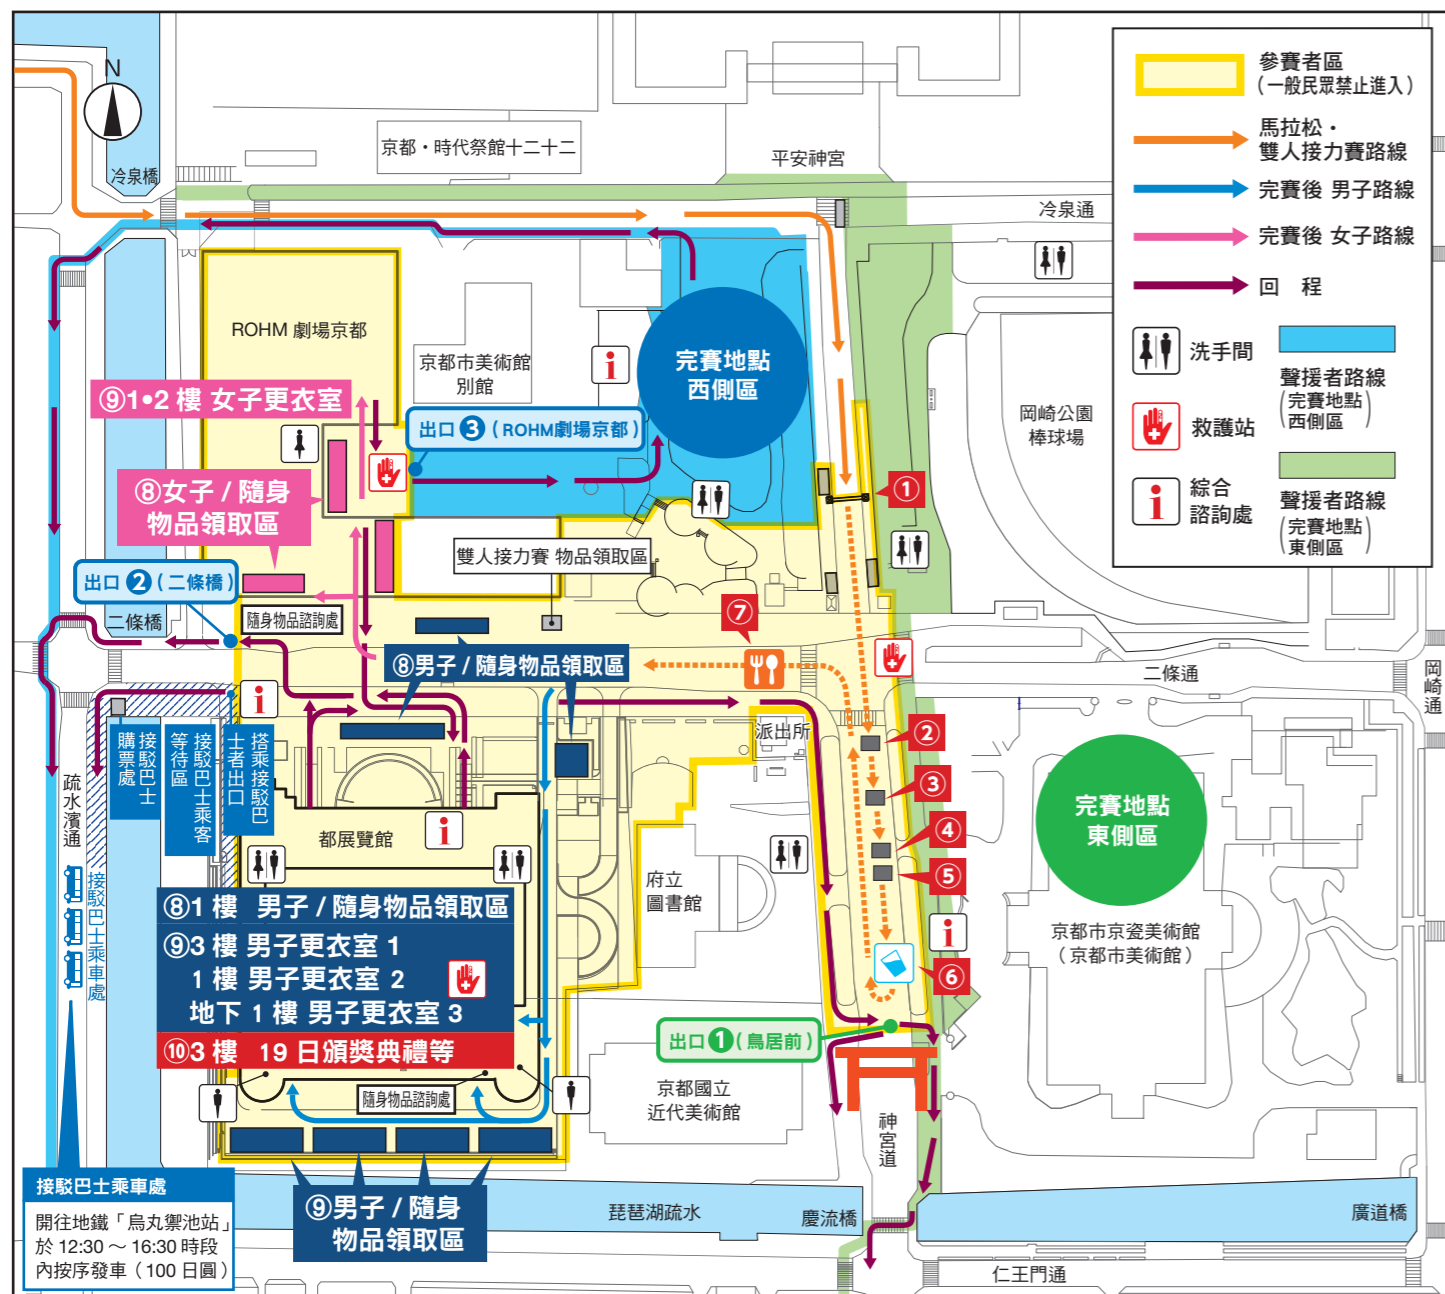 N
冷泉橋
京都・時代祭館十二十二
平安神宮
冷泉通
參賽者區
（一般民眾禁止進入）
馬拉松・
雙人接力賽路線
完賽後 男子路線
完賽後 女子路線
回 程
洗手間
救護站
i
綜合
諮詢處
聲援者路線
(完賽地點
西側區)
聲援者路線
(完賽地點
東側區)
ROHM 劇場京都
京都市美術館
別館
i
完賽地點
西側區
岡崎公園
棒球場
⑨1•2 樓 女子更衣室
出口❸（ROHM劇場京都）
⑧女子 / 隨身
物品領取區
①
雙人接力賽 物品領取區
出口❷（二條橋）
二條橋
隨身物品諮詢處
⑦
⑧男子 / 隨身物品領取區
二條通
岡崎通
i
接駁巴士
購票處
接駁巴士乘客
等待區
搭乘接駁巴
士者出口
派出所
②
③
④
⑤
⑥
疏水濱通
都展覽館
i
府立
圖書館
完賽地點
東側區
接駁巴士乘車處
⑧1 樓 男子 / 隨身物品領取區
⑨3 樓 男子更衣室 1
1 樓 男子更衣室 2
地下 1 樓 男子更衣室 3
⑩3 樓 19 日頒獎典禮等
i
京都市京瓷美術館
（京都市美術館）
出口❶(鳥居前)
隨身物品諮詢處
京都國立
近代美術館
神宮道
接駁巴士乘車處
開往地鐵「烏丸禦池站」
於 12:30 ～ 16:30 時段
內按序發車（100 日圓）
⑨男子 / 隨身
物品領取區
琵琶湖疏水
慶流橋
廣道橋
仁王門通